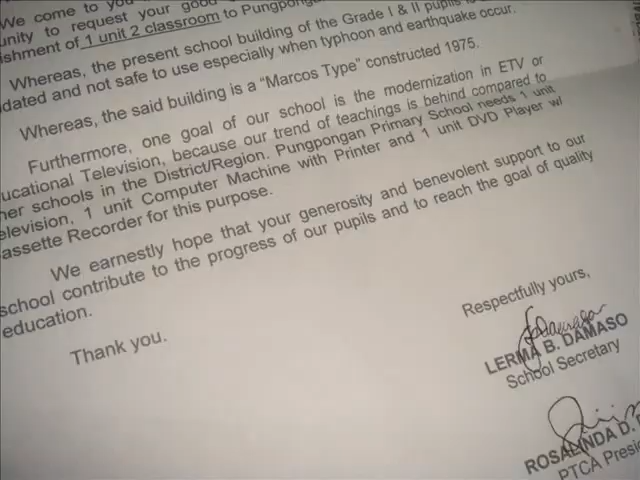 We come to you
unity to request your good
ishment of 1 unit 2 classroom to Pungpongan
Whereas, the present school building of the Grade I & II pupils is
dated and not safe to use especially when typhoon and earthquake occur.
Whereas, the said building is a “Marcos Type” constructed 1975.
Furthermore, one goal of our school is the modernization in ETV or
ucational Television, because our trend of teachings is behind compared to
her schools in the District/Region. Pungpongan Primary School needs 1 unit
elevision, 1 unit Computer Machine with Printer and 1 unit DVD Player w/
assette Recorder for this purpose.
We earnestly hope that your generosity and benevolent support to our
school contribute to the progress of our pupils and to reach the goal of quality
education.
Thank you.
Respectfully yours,
LERMA B. DAMASO
School Secretary
ROSALINDA D.
PTCA Presi